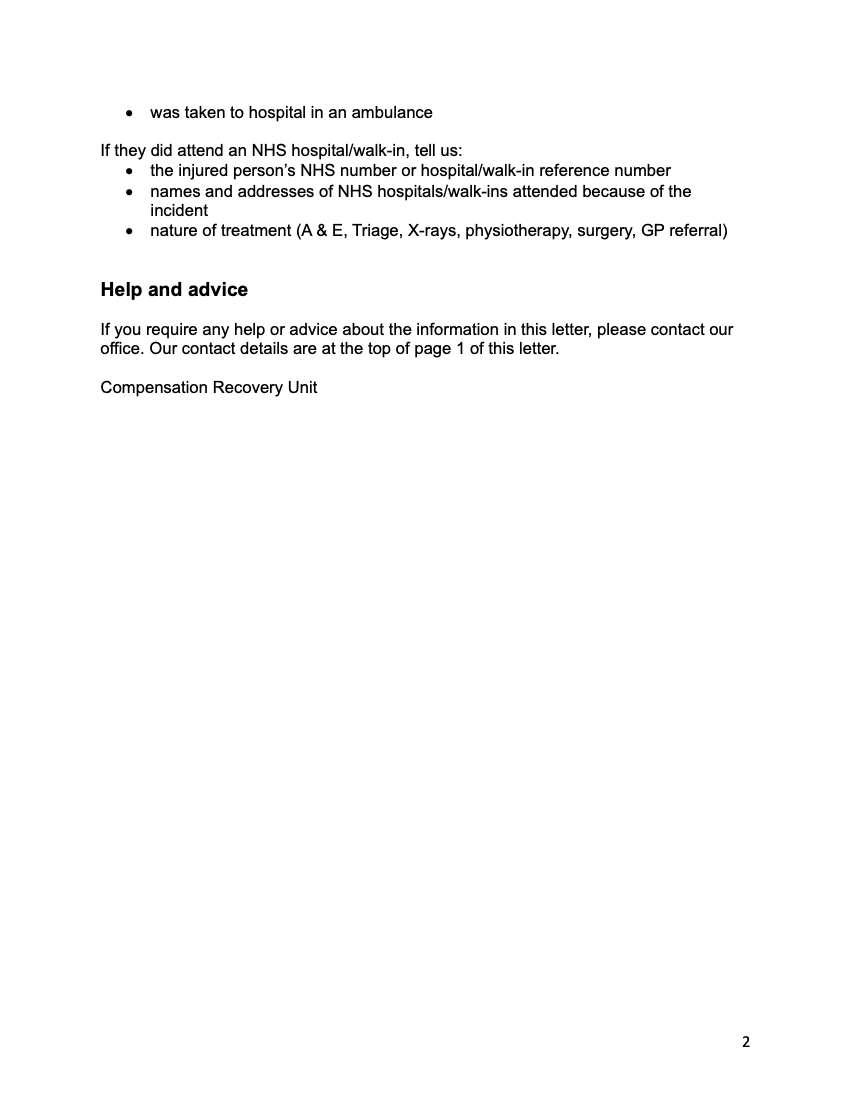 • was taken to hospital in an ambulance
If they did attend an NHS hospital/walk-in, tell us:
• the injured person’s NHS number or hospital/walk-in reference number
• names and addresses of NHS hospitals/walk-ins attended because of the
incident
• nature of treatment (A & E, Triage, X-rays, physiotherapy, surgery, GP referral)
Help and advice
If you require any help or advice about the information in this letter, please contact our
office. Our contact details are at the top of page 1 of this letter.
Compensation Recovery Unit
2